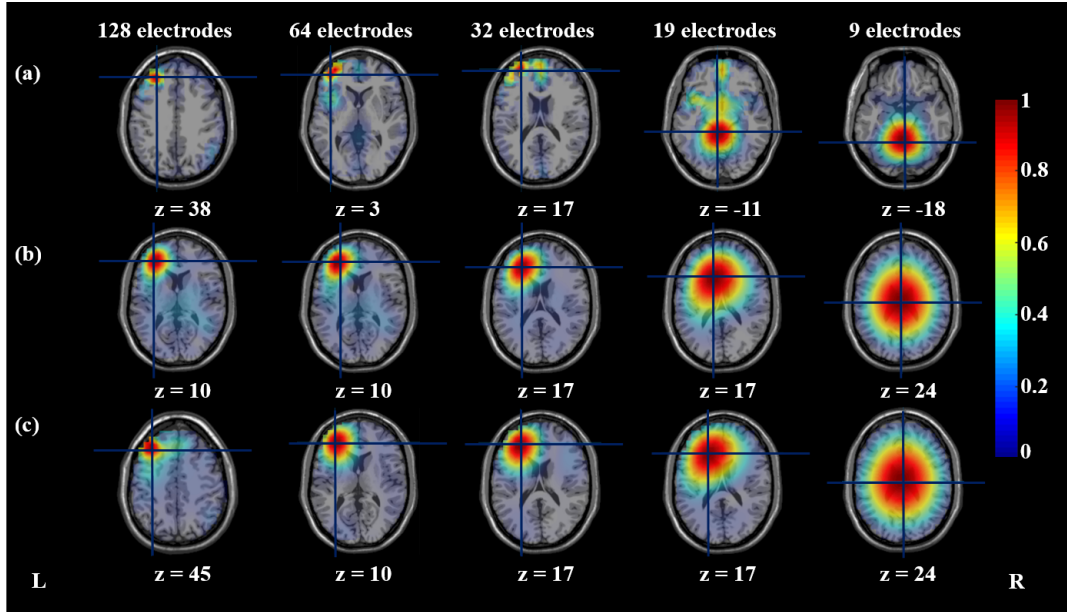 128 electrodes 64 electrodes 32 electrodes 19 electrodes 9 electrodes
(a)
1
z = 38 z = 3 z = 17 z = -11 z = -18
0.8
(b)
0.6
0.4
z = 10 z = 10 z = 17 z = 17 z = 24
0.2
(c)
0
z = 45 z = 10 z = 17 z = 17 z = 24
L R